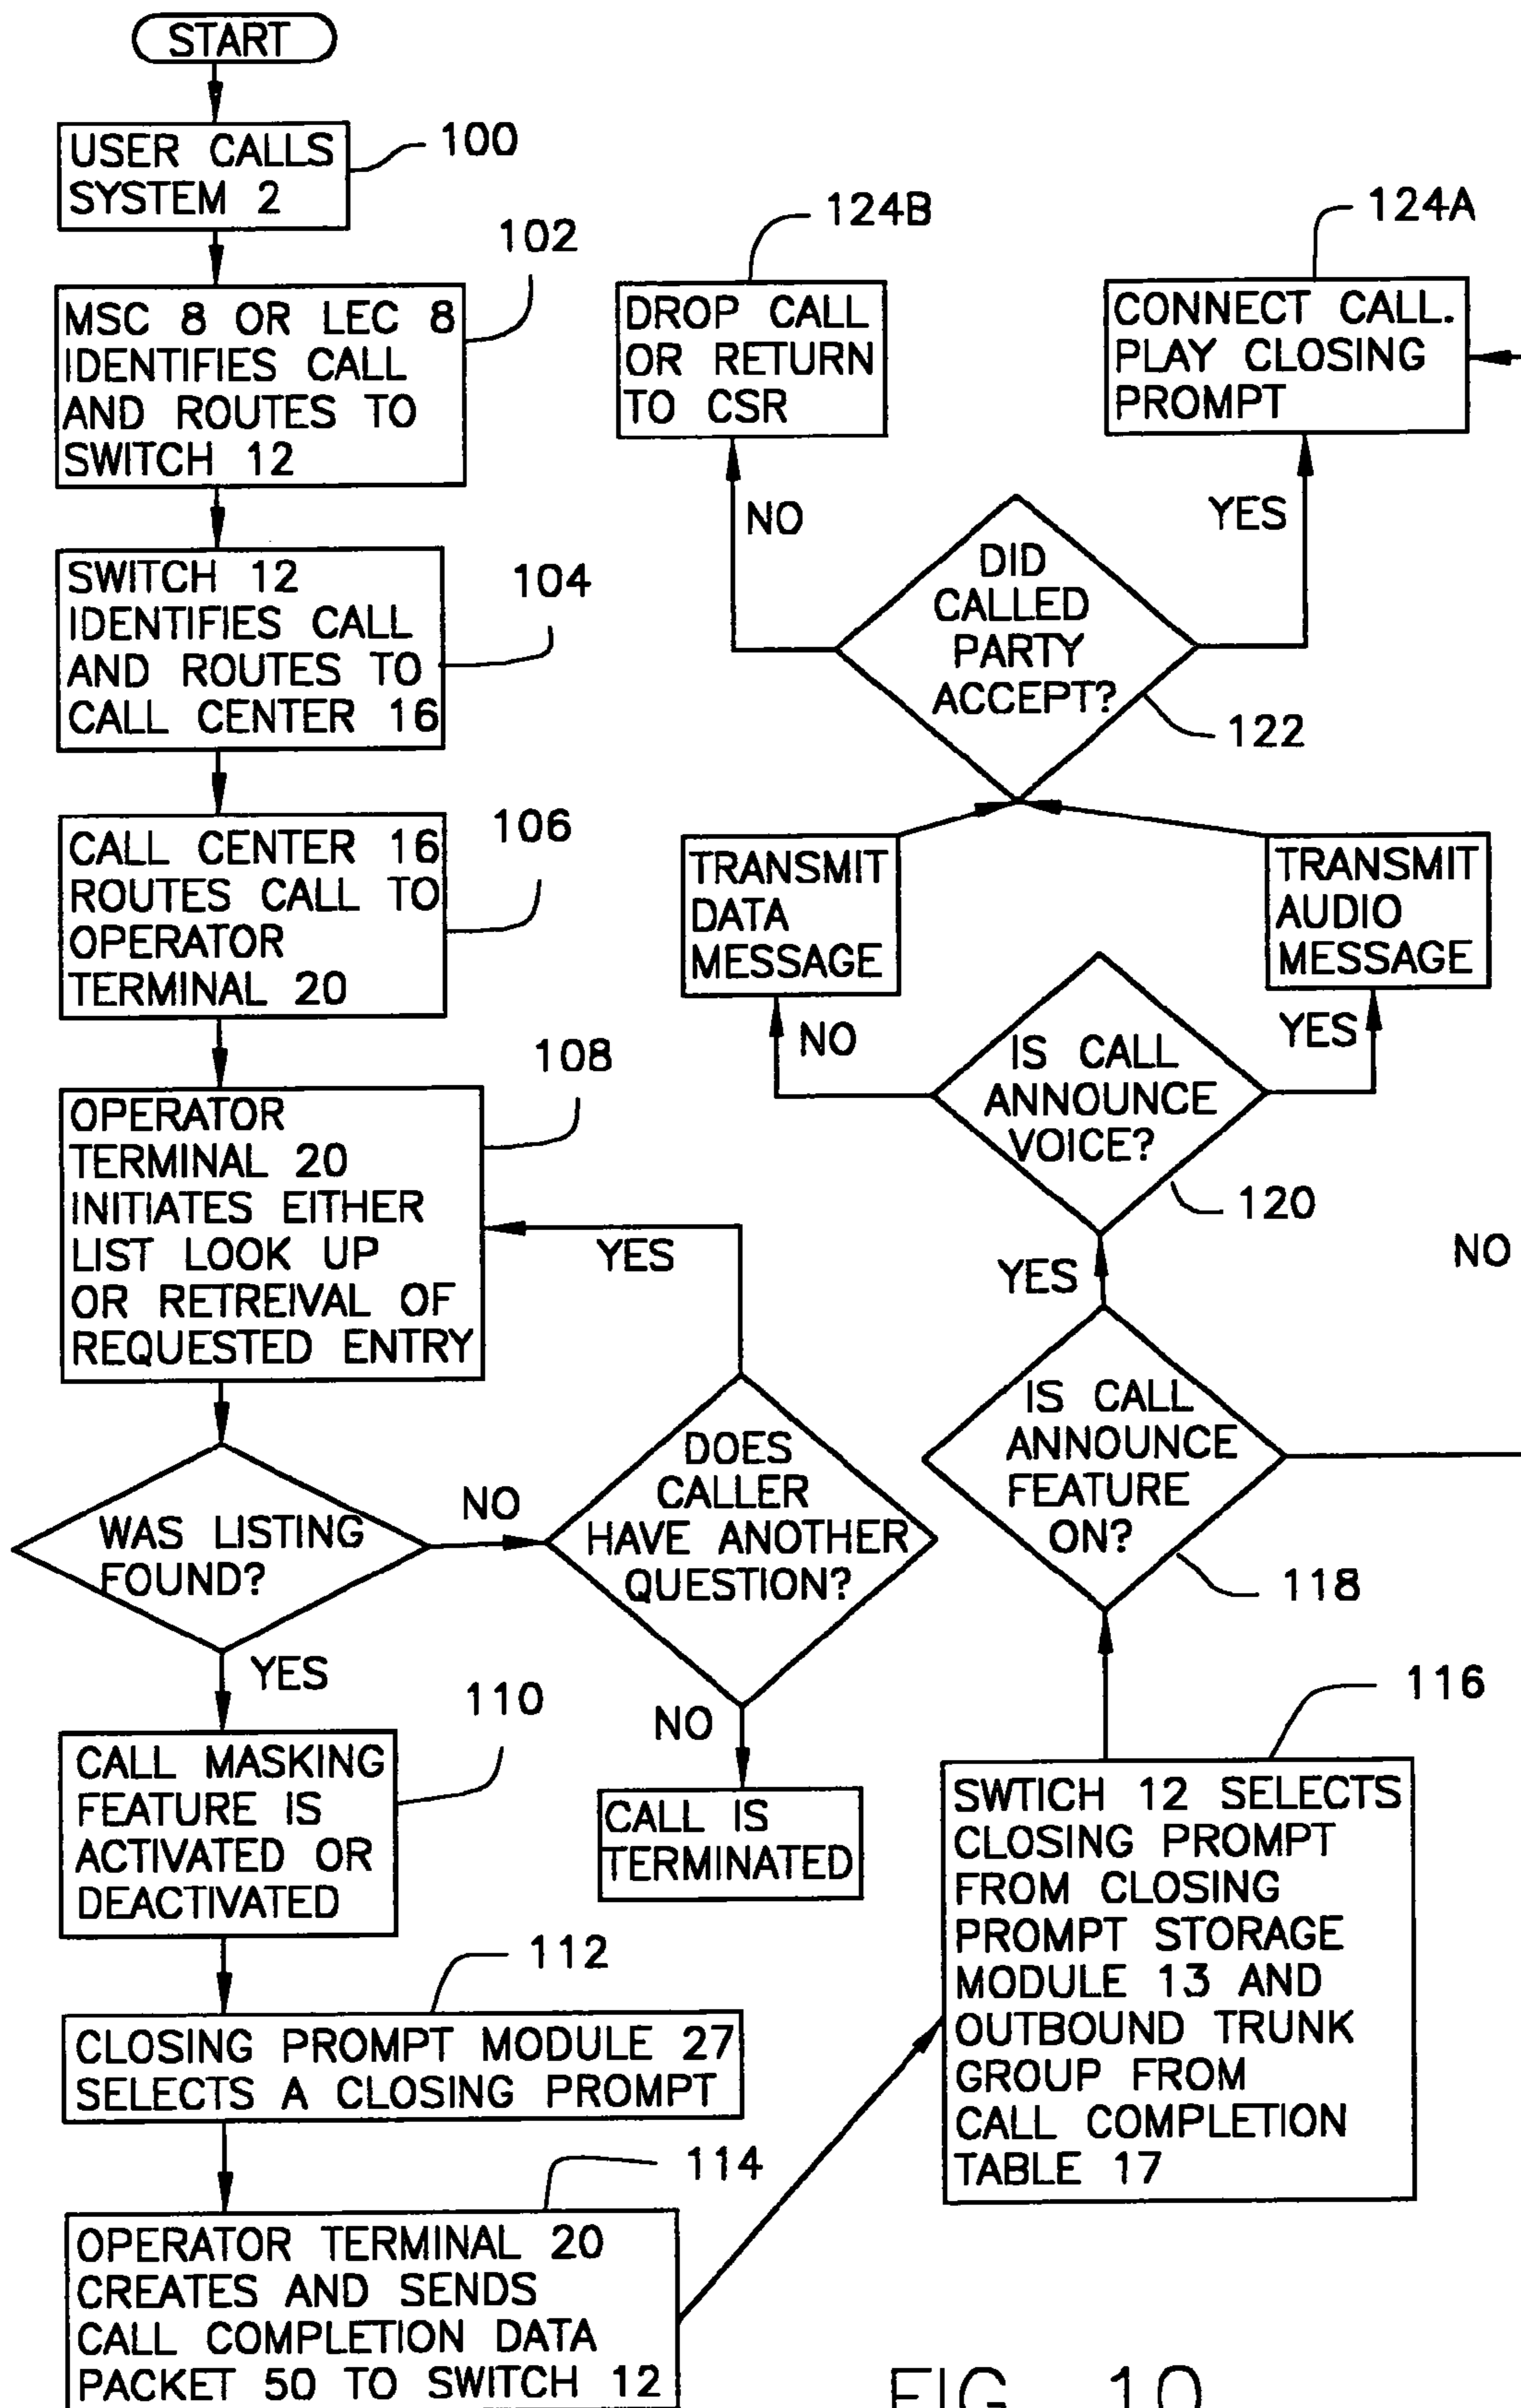 START
USER CALLS
SYSTEM 2
100
MSC 8 OR LEC 8
IDENTIFIES CALL
AND ROUTES TO
SWITCH 12
102
SWITCH 12
IDENTIFIES CALL
AND ROUTES TO
CALL CENTER 16
104
CALL CENTER 16
ROUTES CALL TO
OPERATOR
TERMINAL 20
106
OPERATOR
TERMINAL 20
INITIATES EITHER
LIST LOOK UP
OR RETREIVAL OF
REQUESTED ENTRY
108
YES
WAS LISTING
FOUND?
NO
DOES
CALLER
HAVE ANOTHER
QUESTION?
NO
CALL IS
TERMINATED
YES
110
CALL MASKING
FEATURE IS
ACTIVATED OR
DEACTIVATED
112
CLOSING PROMPT MODULE 27
SELECTS A CLOSING PROMPT
114
OPERATOR TERMINAL 20
CREATES AND SENDS
CALL COMPLETION DATA
PACKET 50 TO SWITCH 12
116
SWTICH 12 SELECTS
CLOSING PROMPT
FROM CLOSING
PROMPT STORAGE
MODULE 13 AND
OUTBOUND TRUNK
GROUP FROM
CALL COMPLETION
TABLE 17
IS CALL
ANNOUNCE
FEATURE
ON?
118
NO
YES
IS CALL
ANNOUNCE
VOICE?
120
NO
YES
TRANSMIT
DATA
MESSAGE
TRANSMIT
AUDIO
MESSAGE
DID
CALLED
PARTY
ACCEPT?
122
NO
YES
124B
DROP CALL
OR RETURN
TO CSR
124A
CONNECT CALL.
PLAY CLOSING
PROMPT
FIG. 10